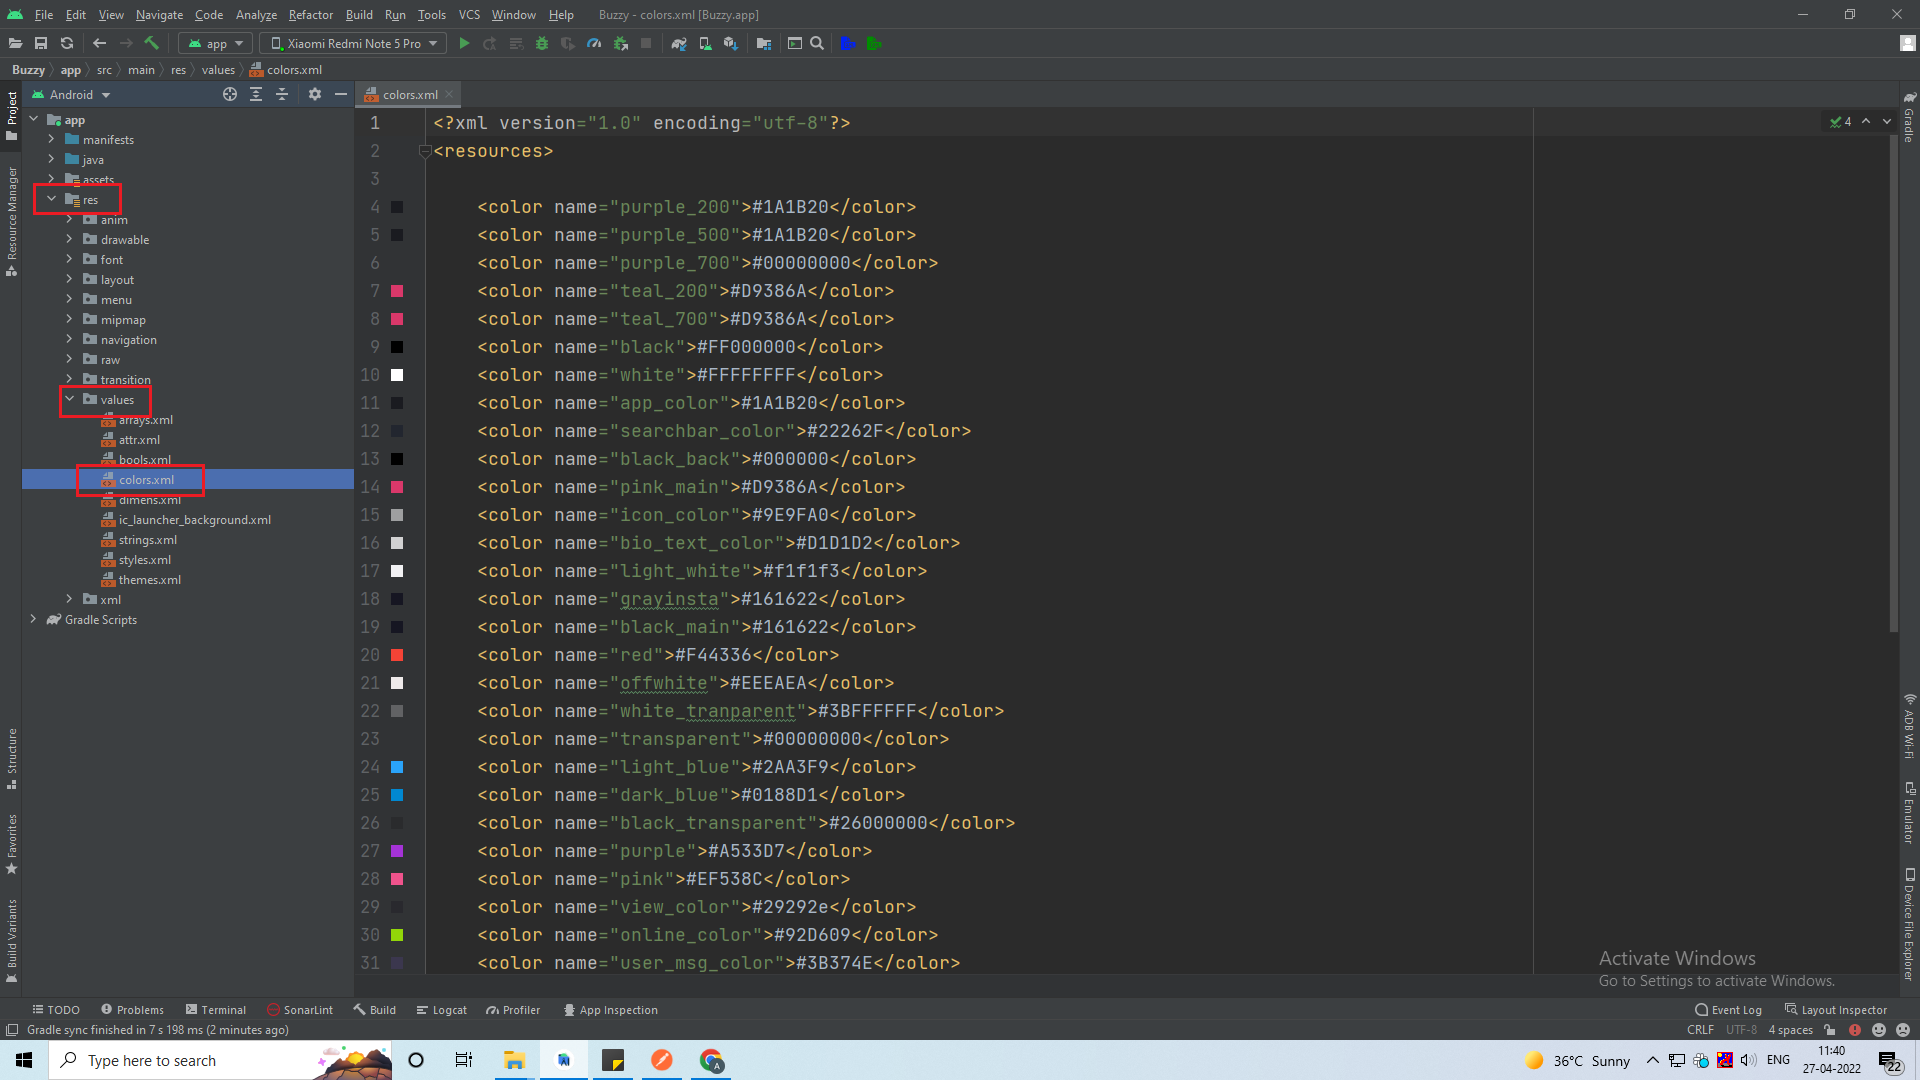 File Edit View Navigate Code Analyze Refactor Build Run Tools VCS Window Help Buzzy - colors.xml [Buzzy.app]
app Xiaomi Redmi Note 5 Pro
Buzzy app src main res values colors.xml
Android
colors.xml
Project
Resource Manager
Structure
Favorites
Build Variants
app
manifests
java
assets
res
anim
drawable
font
layout
menu
mipmap
navigation
raw
transition
values
arrays.xml
attr.xml
bools.xml
colors.xml
dimens.xml
ic_launcher_background.xml
strings.xml
styles.xml
themes.xml
xml
Gradle Scripts
1 <?xml version="1.0" encoding="utf-8"?>
2 <resources>
3
4 <color name="purple_200">#1A1B20</color>
5 <color name="purple_500">#1A1B20</color>
6 <color name="purple_700">#00000000</color>
7 <color name="teal_200">#D9386A</color>
8 <color name="teal_700">#D9386A</color>
9 <color name="black">#FF000000</color>
10 <color name="white">#FFFFFFFF</color>
11 <color name="app_color">#1A1B20</color>
12 <color name="searchbar_color">#22262F</color>
13 <color name="black_back">#000000</color>
14 <color name="pink_main">#D9386A</color>
15 <color name="icon_color">#9E9FA0</color>
16 <color name="bio_text_color">#D1D1D2</color>
17 <color name="light_white">#f1f1f3</color>
18 <color name="grayinsta">#161622</color>
19 <color name="black_main">#161622</color>
20 <color name="red">#F44336</color>
21 <color name="offwhite">#EEEAEA</color>
22 <color name="white_tranparent">#3BFFFFFF</color>
23 <color name="transparent">#00000000</color>
24 <color name="light_blue">#2AA3F9</color>
25 <color name="dark_blue">#0188D1</color>
26 <color name="black_transparent">#26000000</color>
27 <color name="purple">#A533D7</color>
28 <color name="pink">#EF538C</color>
29 <color name="view_color">#29292e</color>
30 <color name="online_color">#92D609</color>
31 <color name="user_msg_color">#3B374E</color>
4
Gradle
ADB Wi-Fi
Emulator
Device File Explorer
Activate Windows
Go to Settings to activate Windows.
TODO Problems Terminal SonarLint Build Logcat Profiler App Inspection Event Log Layout Inspector
Gradle sync finished in 7 s 198 ms (2 minutes ago) CRLF UTF-8 4 spaces
Type here to search
A
36°C Sunny ENG 11:40
27-04-2022
22